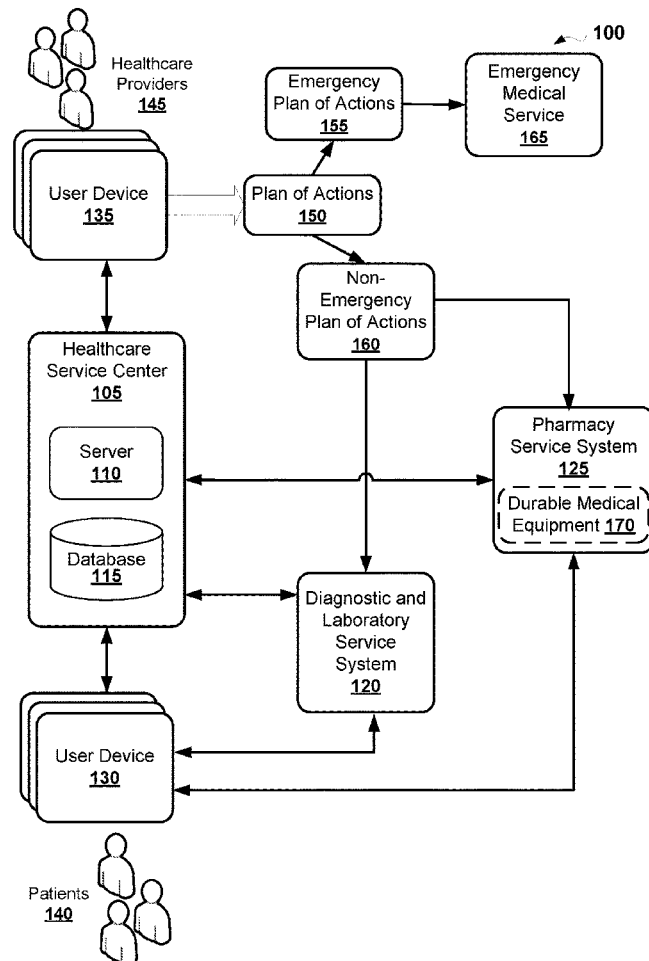 100
Healthcare
Providers
145
Emergency
Plan of Actions
155
Emergency
Medical
Service
165
User Device
135
Plan of Actions
150
Non-
Emergency
Plan of Actions
160
Healthcare
Service Center
105
Server
110
Database
115
Pharmacy
Service System
125
Durable Medical
Equipment 170
Diagnostic and
Laboratory
Service
System
120
User Device
130
Patients
140